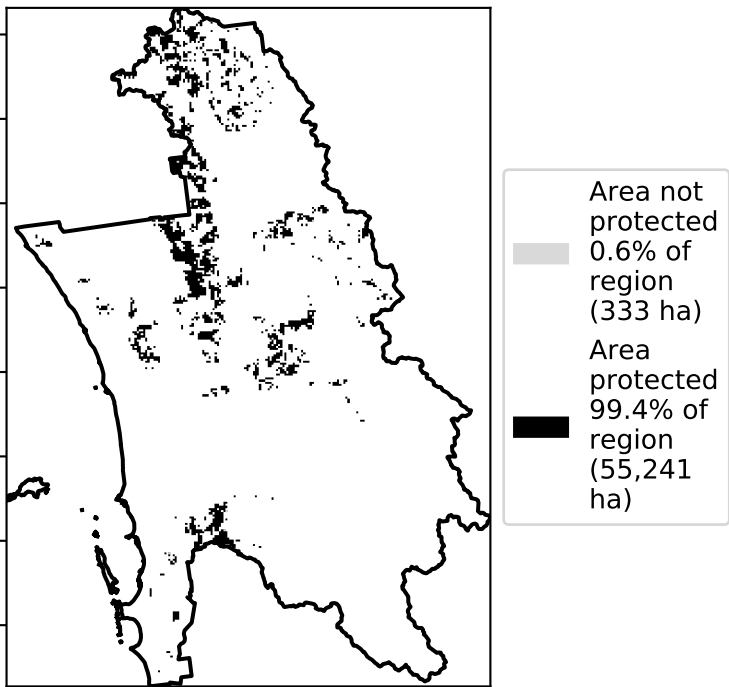 Area not
protected
0.6% of
region
(333 ha)
Area
protected
99.4% of
region
(55,241
ha)